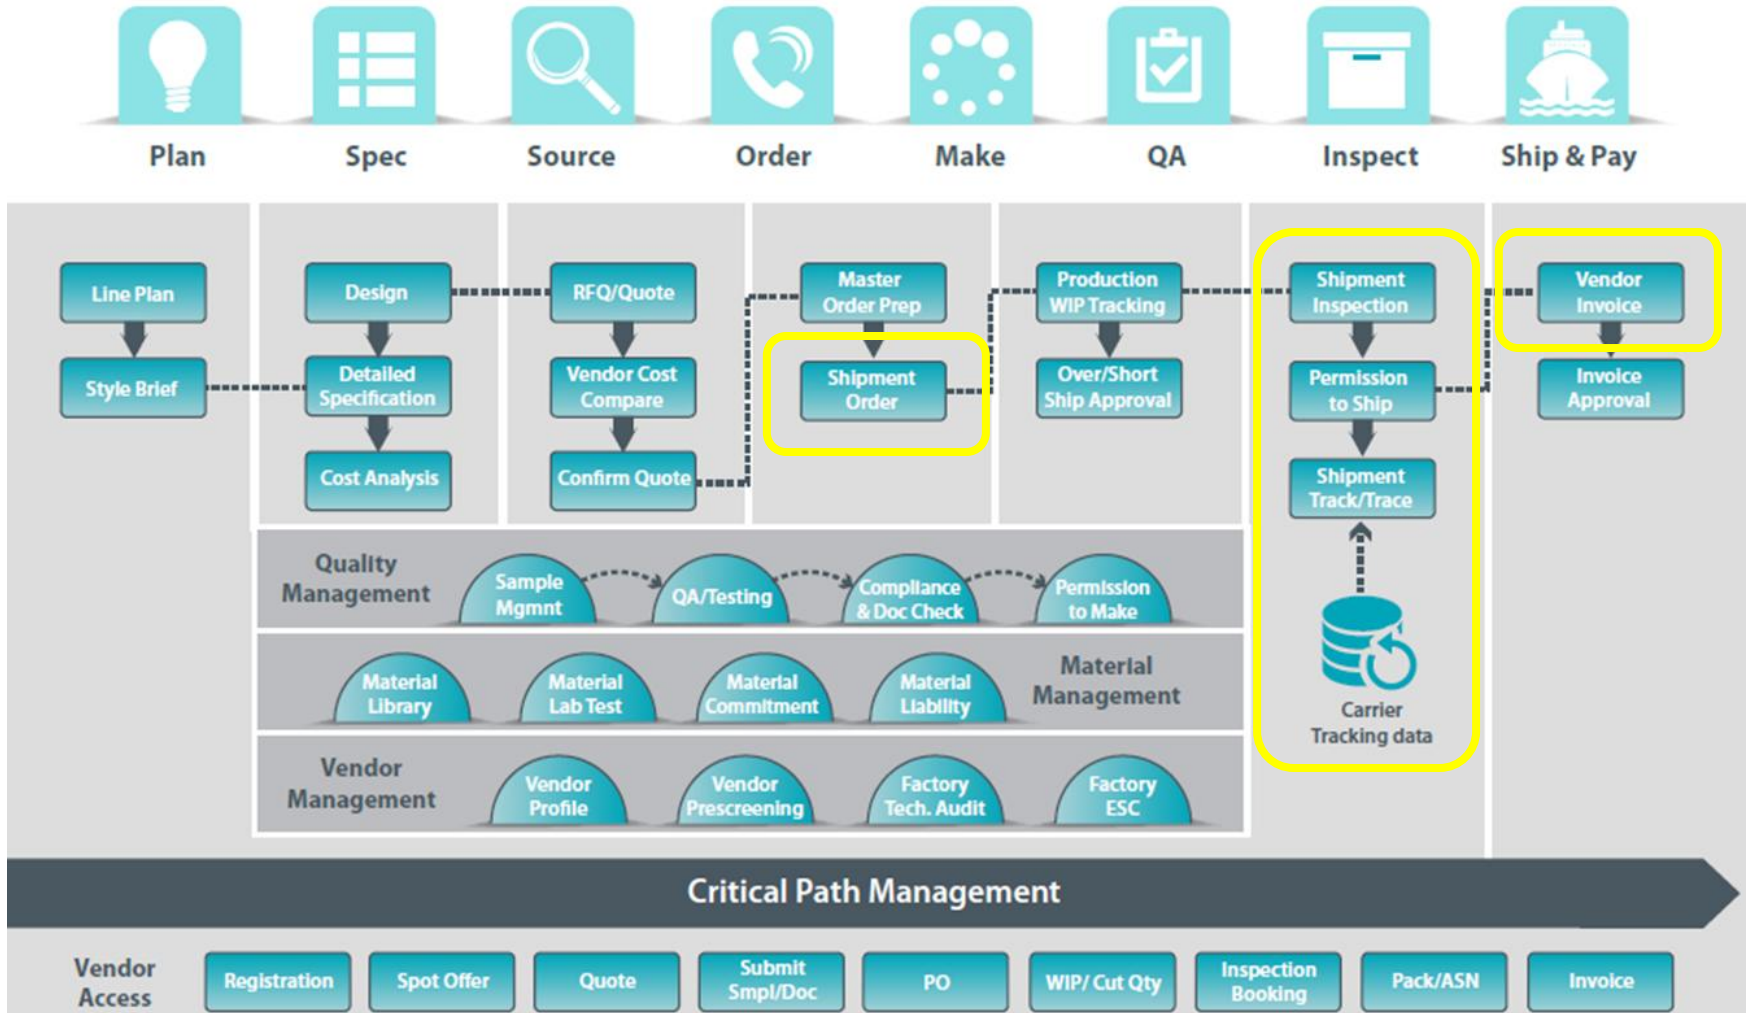 Plan
Spec
Source
Order
Make
QA
Inspect
Ship & Pay
Line Plan
Style Brief
Design
Detailed
Specification
Cost Analysis
RFQ/Quote
Vendor Cost
Compare
Confirm Quote
Master
Order Prep
Shipment
Order
Production
WIP Tracking
Over/Short
Ship Approval
Shipment
Inspection
Permission
to Ship
Shipment
Track/Trace
Carrier
Tracking data
Vendor
Invoice
Invoice
Approval
Quality
Management
Sample
Mgmnt
QA/Testing
Compliance
& Doc Check
Permission
to Make
Material
Library
Material
Lab Test
Material
Commitment
Material
Liability
Material
Management
Vendor
Management
Vendor
Profile
Vendor
Prescreening
Factory
Tech. Audit
Factory
ESC
Critical Path Management
Vendor
Access
Registration
Spot Offer
Quote
Submit
Smpl/Doc
PO
WIP/ Cut Qty
Inspection
Booking
Pack/ASN
Invoice